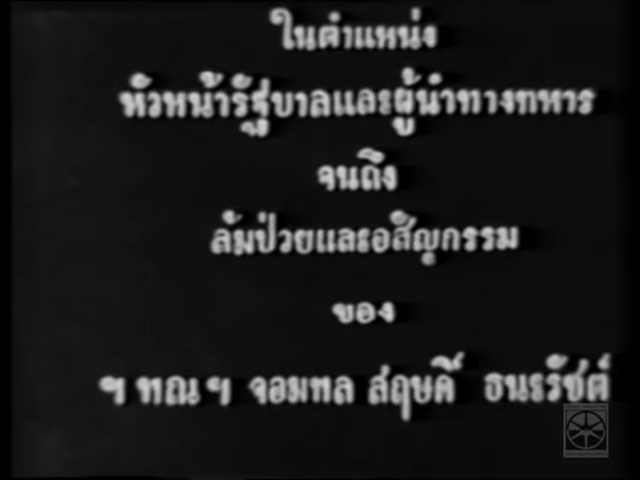 ในตำแหน่ง
หัวหน้ารัฐบาลและผู้นำทางทหาร
จนถึง
ล้มป่วยและอสัญกรรม
ของ
ฯ พณ ฯ จอมพล สฤษดิ์ ธนะรัชต์